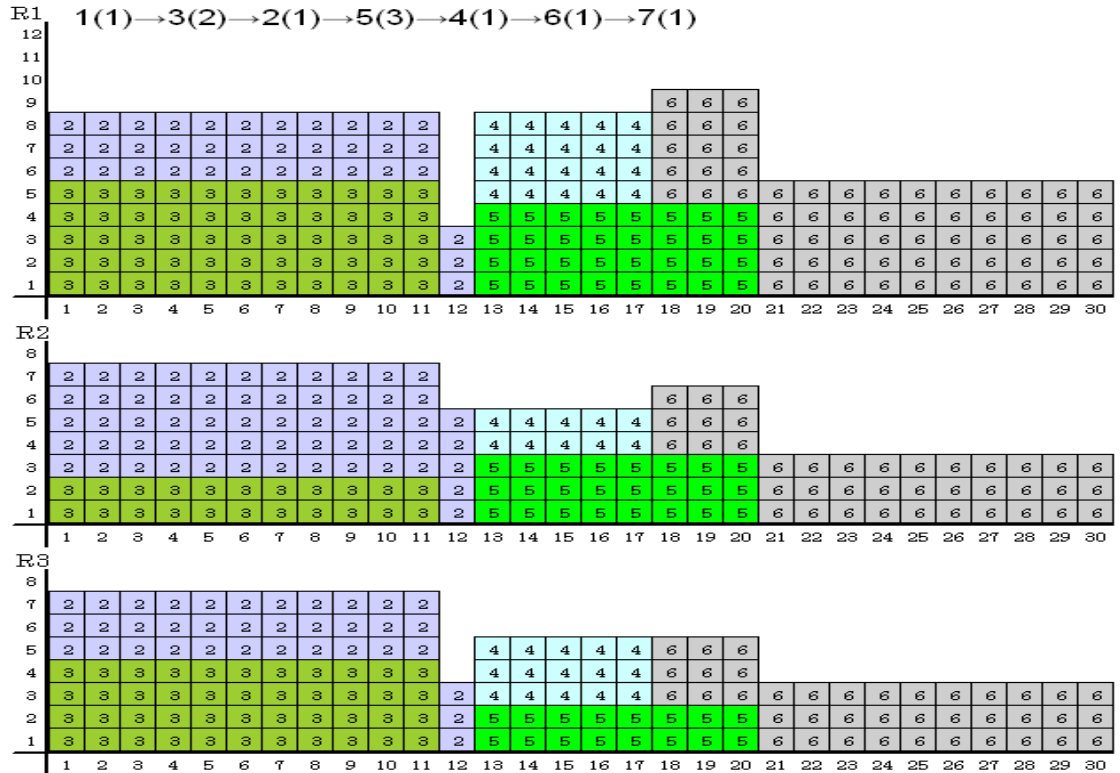 R1 1(1)→3(2)→2(1)→5(3)→4(1)→6(1)→7(1)
12
11
10
9 6 6 6
8 2 2 2 2 2 2 2 2 2 2 2 4 4 4 4 4 6 6 6
7 2 2 2 2 2 2 2 2 2 2 2 4 4 4 4 4 6 6 6
6 2 2 2 2 2 2 2 2 2 2 2 4 4 4 4 4 6 6 6
5 3 3 3 3 3 3 3 3 3 3 3 4 4 4 4 4 6 6 6 6 6 6 6 6 6 6 6 6 6
4 3 3 3 3 3 3 3 3 3 3 3 5 5 5 5 5 5 5 5 6 6 6 6 6 6 6 6 6 6
3 3 3 3 3 3 3 3 3 3 3 3 2 5 5 5 5 5 5 5 5 6 6 6 6 6 6 6 6 6 6
2 3 3 3 3 3 3 3 3 3 3 3 2 5 5 5 5 5 5 5 5 6 6 6 6 6 6 6 6 6 6
1 3 3 3 3 3 3 3 3 3 3 3 2 5 5 5 5 5 5 5 5 6 6 6 6 6 6 6 6 6 6
1 2 3 4 5 6 7 8 9 10 11 12 13 14 15 16 17 18 19 20 21 22 23 24 25 26 27 28 29 30
R2
8
7 2 2 2 2 2 2 2 2 2 2 2
6 2 2 2 2 2 2 2 2 2 2 2 6 6 6
5 2 2 2 2 2 2 2 2 2 2 2 2 4 4 4 4 4 6 6 6
4 2 2 2 2 2 2 2 2 2 2 2 2 4 4 4 4 4 6 6 6
3 2 2 2 2 2 2 2 2 2 2 2 2 5 5 5 5 5 5 5 5 6 6 6 6 6 6 6 6 6 6
2 3 3 3 3 3 3 3 3 3 3 3 2 5 5 5 5 5 5 5 5 6 6 6 6 6 6 6 6 6 6
1 3 3 3 3 3 3 3 3 3 3 3 2 5 5 5 5 5 5 5 5 6 6 6 6 6 6 6 6 6 6
1 2 3 4 5 6 7 8 9 10 11 12 13 14 15 16 17 18 19 20 21 22 23 24 25 26 27 28 29 30
R3
8
7 2 2 2 2 2 2 2 2 2 2 2
6 2 2 2 2 2 2 2 2 2 2 2
5 2 2 2 2 2 2 2 2 2 2 2 4 4 4 4 4 6 6 6
4 3 3 3 3 3 3 3 3 3 3 3 4 4 4 4 4 6 6 6
3 3 3 3 3 3 3 3 3 3 3 3 2 4 4 4 4 4 6 6 6 6 6 6 6 6 6 6 6 6 6
2 3 3 3 3 3 3 3 3 3 3 3 2 5 5 5 5 5 5 5 5 6 6 6 6 6 6 6 6 6 6
1 3 3 3 3 3 3 3 3 3 3 3 2 5 5 5 5 5 5 5 5 6 6 6 6 6 6 6 6 6 6
1 2 3 4 5 6 7 8 9 10 11 12 13 14 15 16 17 18 19 20 21 22 23 24 25 26 27 28 29 30